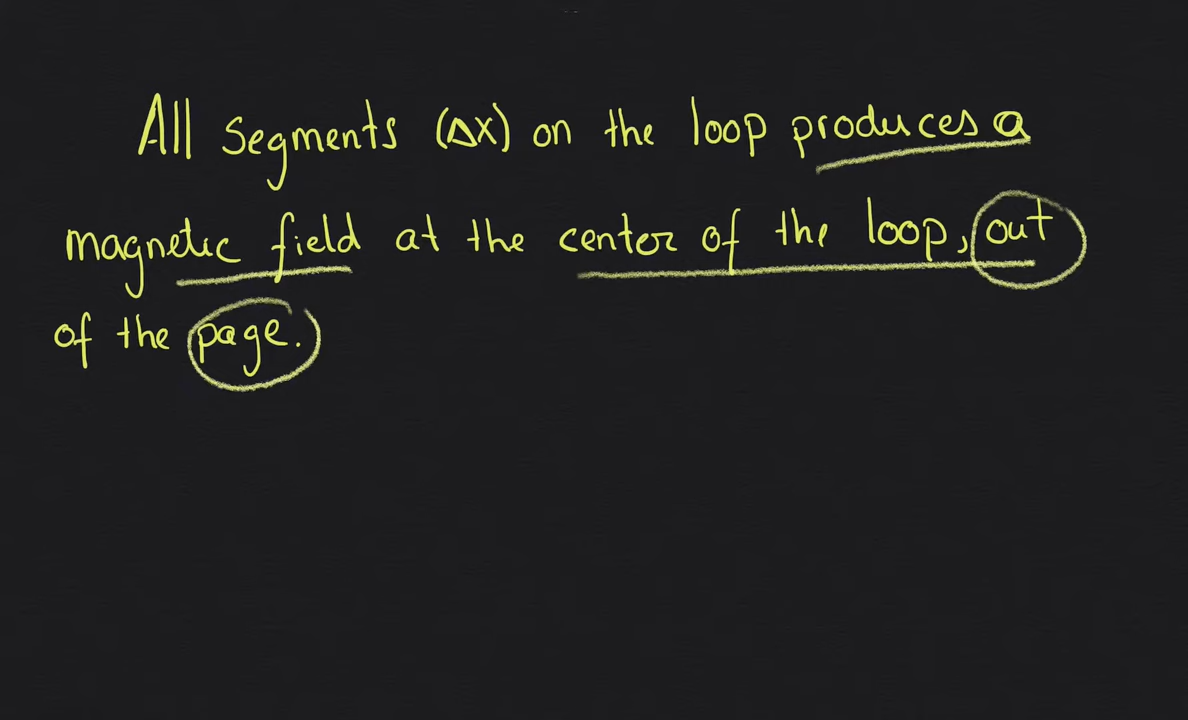 All segments (Δx) on the loop produces a
magnetic field at the center of the loop, out
of the page.